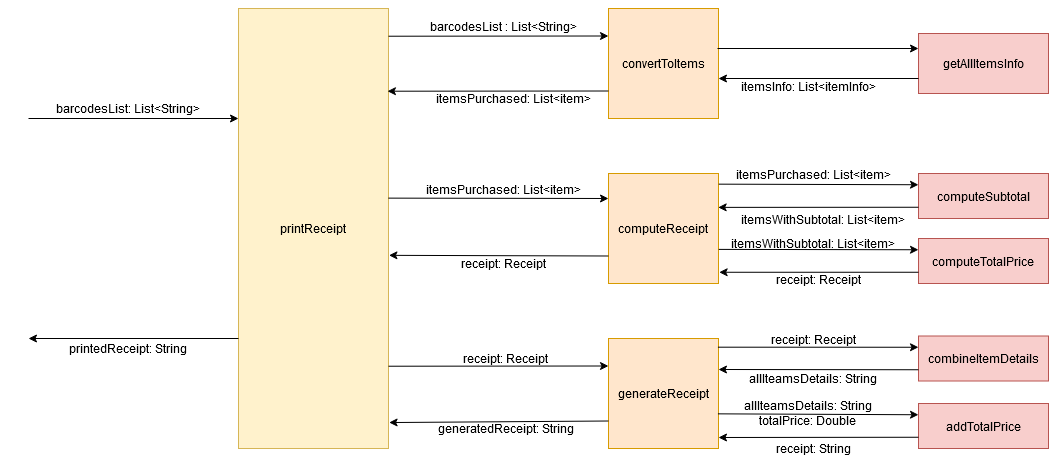 barcodesList : List<String>
convertToItems
getAllItemsInfo
itemsInfo: List<itemInfo>
itemsPurchased: List<item>
barcodesList: List<String>
printReceipt
itemsPurchased: List<item>
computeReceipt
itemsPurchased: List<item>
computeSubtotal
itemsWithSubtotal: List<item>
itemsWithSubtotal: List<item>
computeTotalPrice
receipt: Receipt
receipt: Receipt
printedReceipt: String
receipt: Receipt
generateReceipt
receipt: Receipt
combineItemDetails
allIteamsDetails: String
allIteamsDetails: String
totalPrice: Double
addTotalPrice
generatedReceipt: String
receipt: String